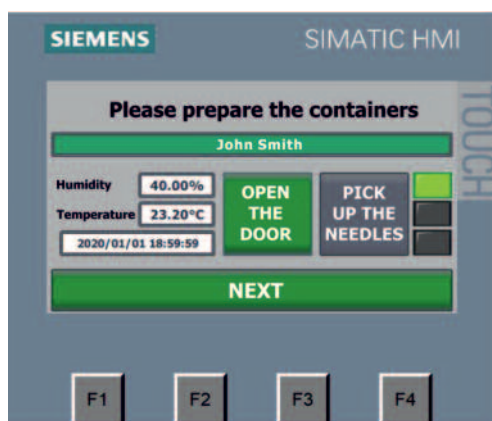 SIEMENS
SIMATIC HMI
TOUCH
Please prepare the containers
John Smith
Humidity
40.00%
Temperature
23.20°C
2020/01/01 18:59:59
OPEN
THE
DOOR
PICK
UP THE
NEEDLES
NEXT
F1
F2
F3
F4